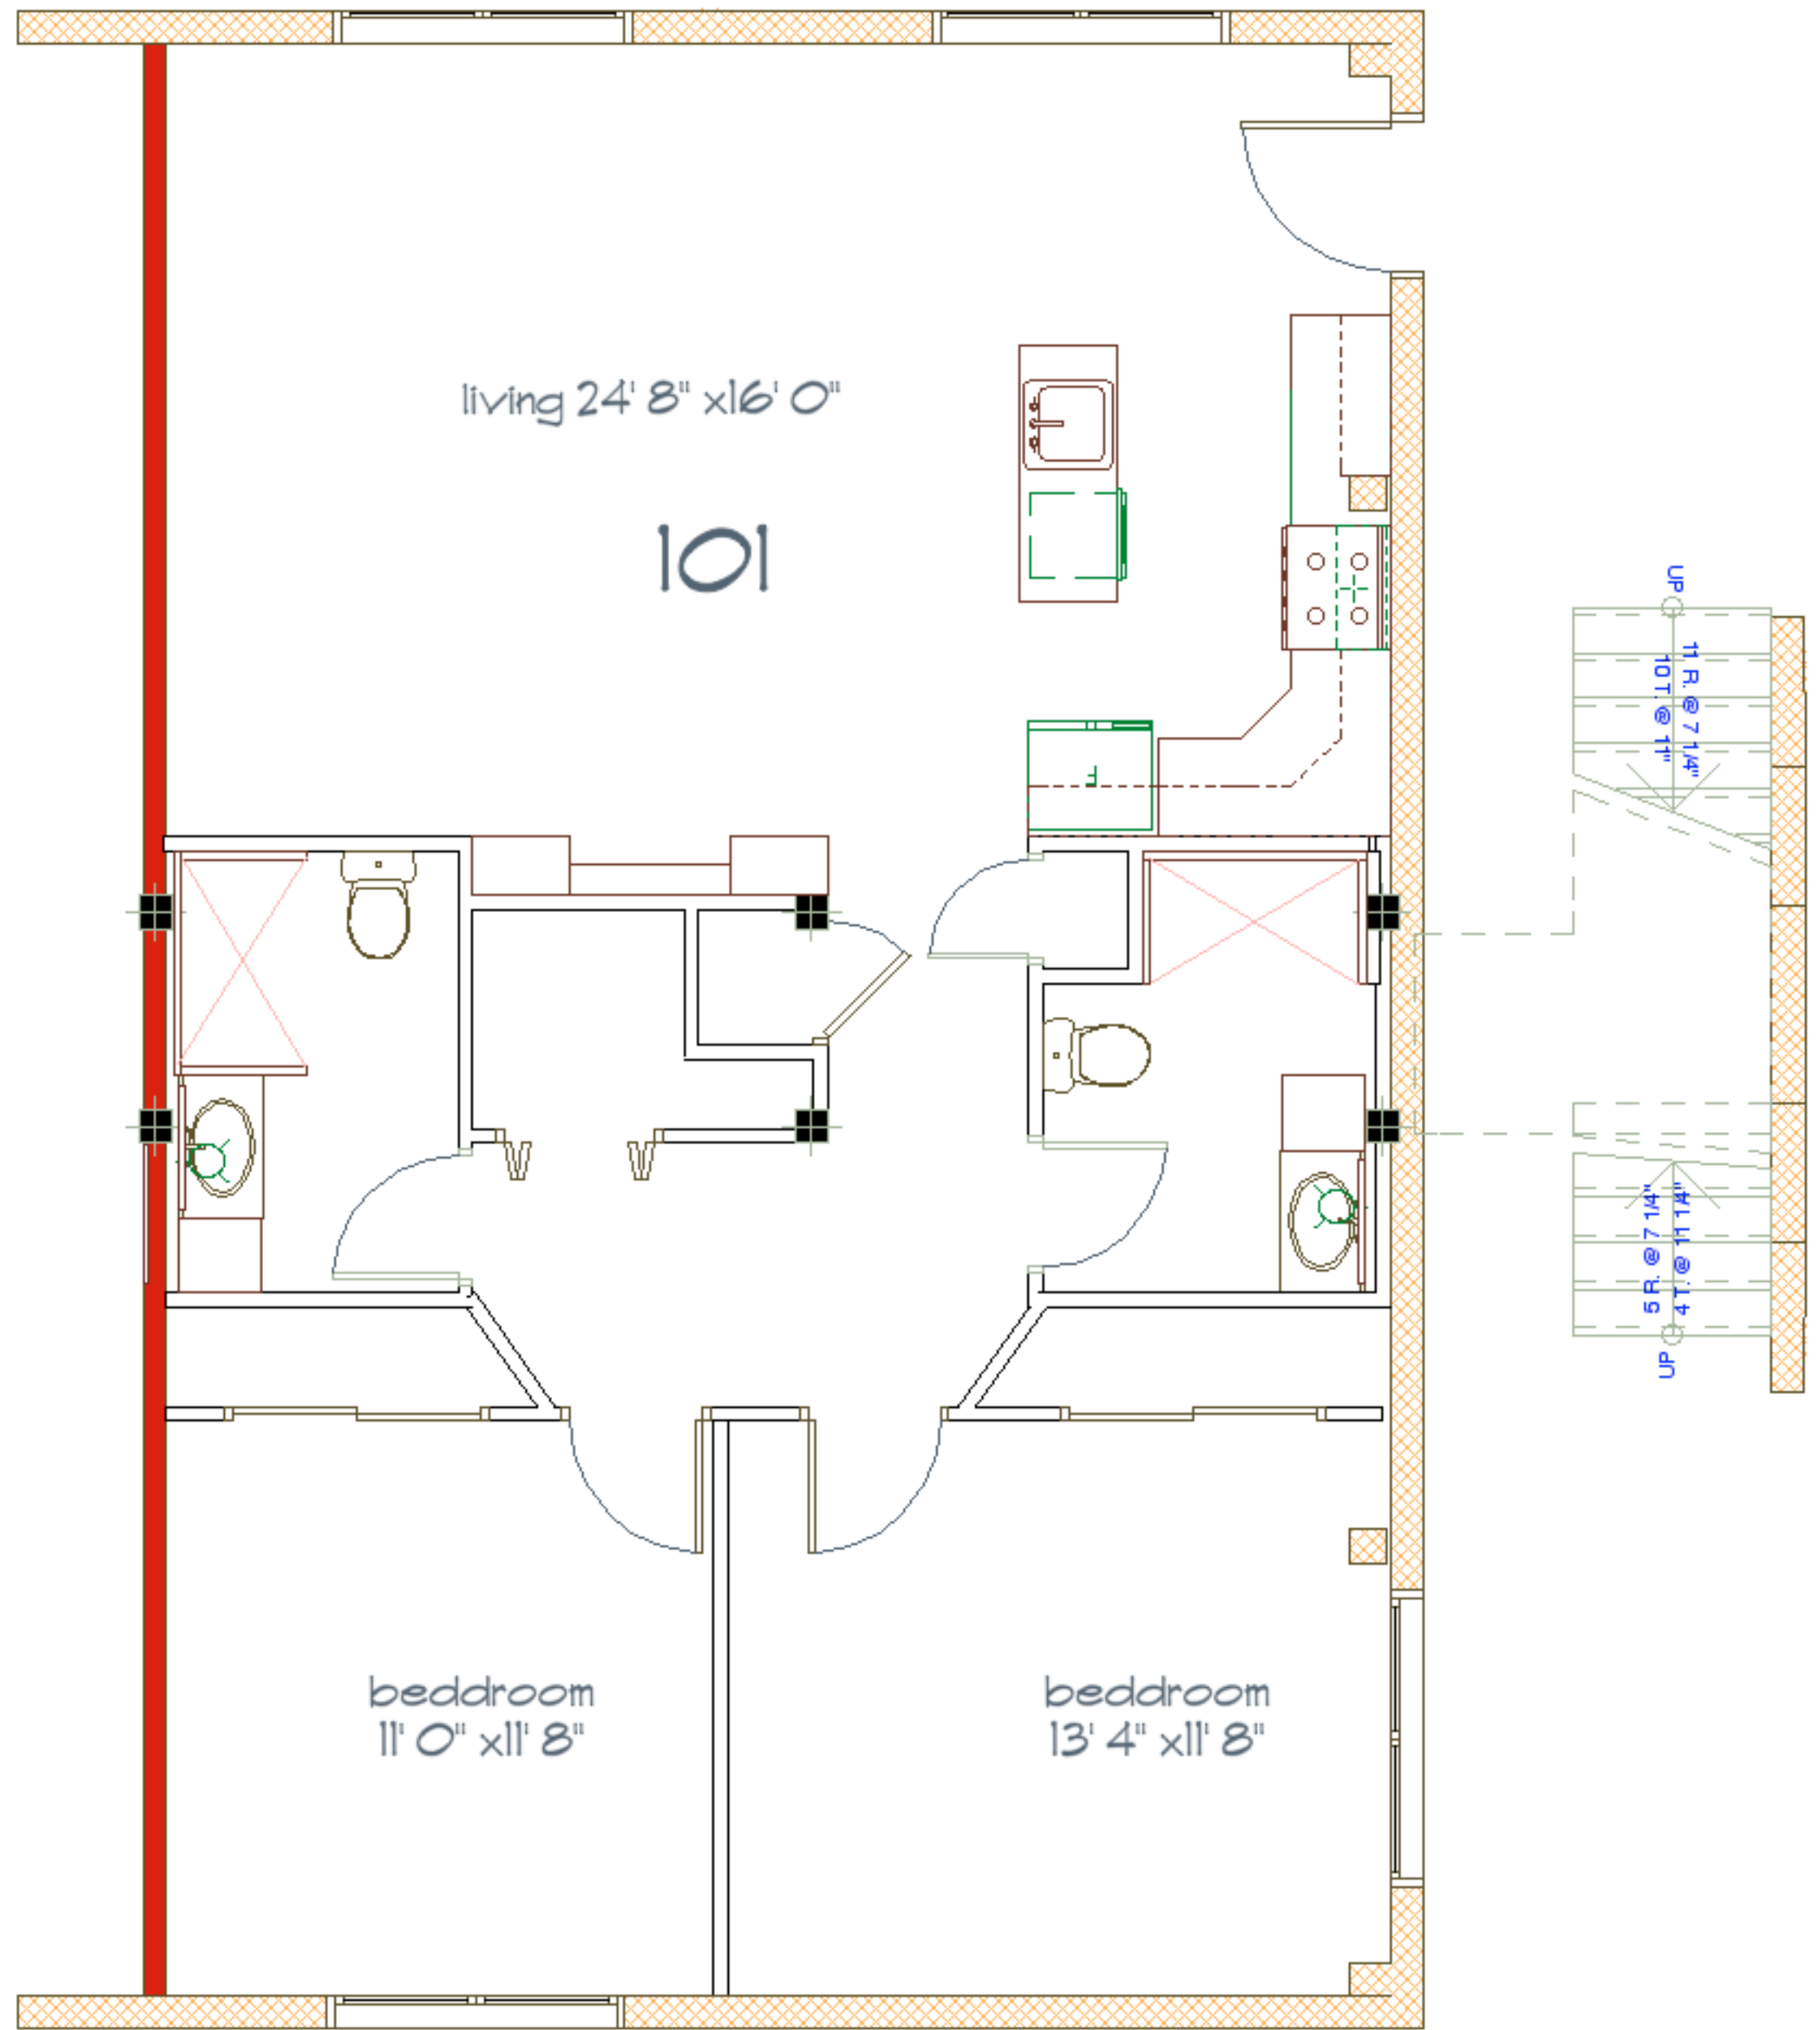 living 24' 8" x16' 0"
101
F
UP
11 R. @ 7 1/4"
10 T. @ 11"
5 R. @ 7 1/4"
4 T. @ 11 1/4"
UP
beddroom
11' 0" x11' 8"
beddroom
13' 4" x11' 8"